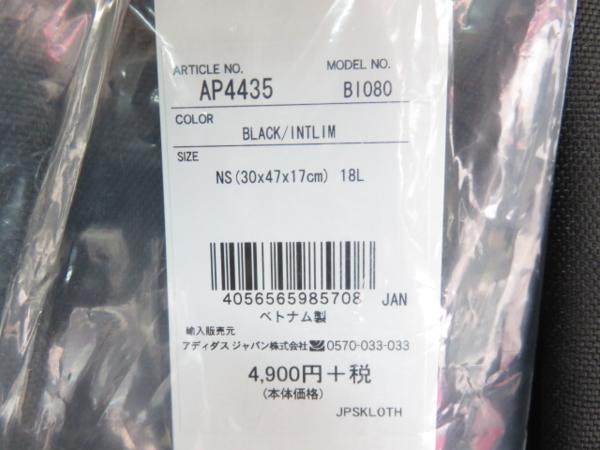 ARTICLE NO. MODEL NO.
AP4435 BI080
COLOR
BLACK/INTLIM
SIZE
NS(30x47x17cm) 18L
4056565985708 JAN
ベトナム製
輸入販売元
アディダス ジャパン株式会社 0570-033-033
4,900円+税
(本体価格)
JPSKLOTH